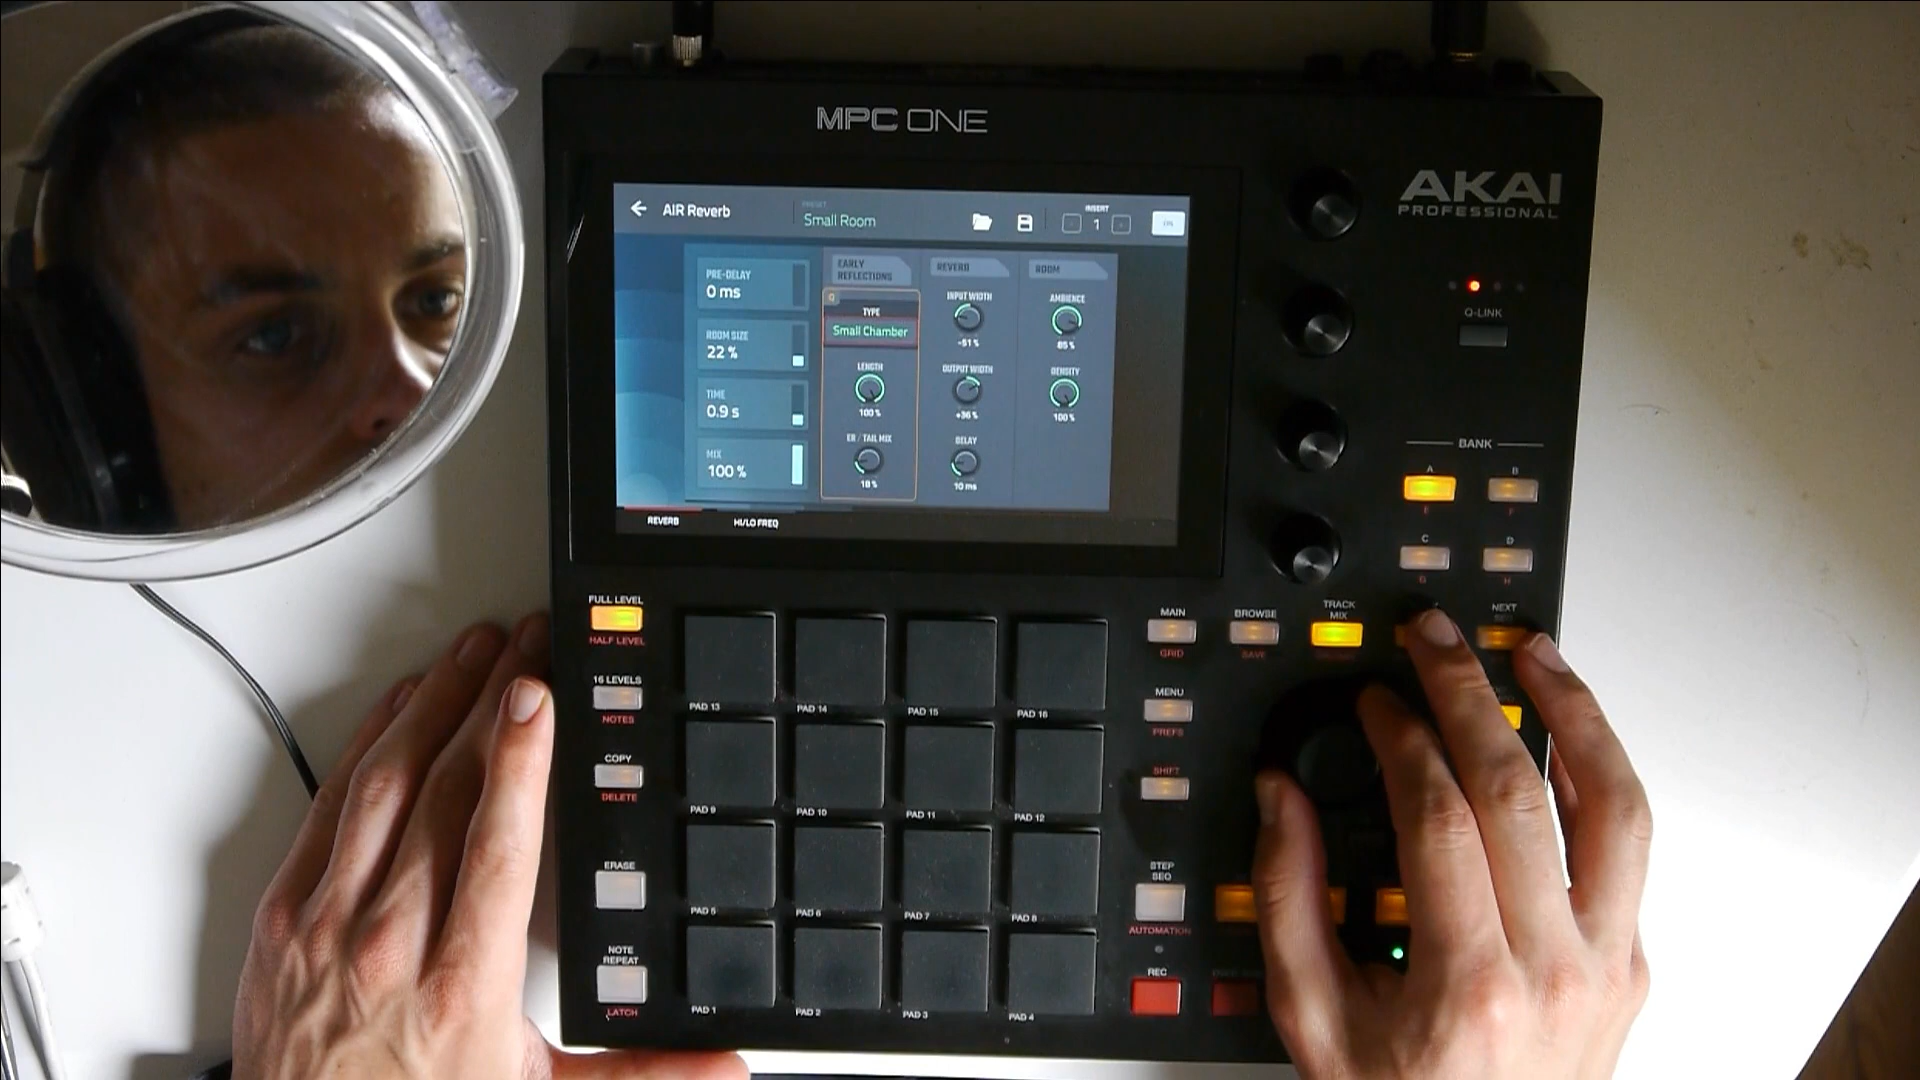 MPC ONE
AKAI
PROFESSIONAL
AIR Reverb
PRESET
Small Room
INSERT
1
PRE-DELAY
0 ms
ROOM SIZE
22 %
TIME
0.9 s
MIX
100 %
EARLY
REFLECTIONS
Q
TYPE
Small Chamber
LENGTH
100 %
ER / TAIL MIX
18 %
REVERB
INPUT WIDTH
-51 %
OUTPUT WIDTH
+36 %
DELAY
10 ms
ROOM
AMBIENCE
85 %
DENSITY
100 %
REVERB
HI/LO FREQ
Q-LINK
BANK
A
B
E
F
C
D
G
H
FULL LEVEL
HALF LEVEL
16 LEVELS
NOTES
COPY
DELETE
ERASE
NOTE
REPEAT
LATCH
PAD 13
PAD 14
PAD 15
PAD 16
PAD 9
PAD 10
PAD 11
PAD 12
PAD 5
PAD 6
PAD 7
PAD 8
PAD 1
PAD 2
PAD 3
PAD 4
MAIN
GRID
BROWSE
SAVE
TRACK
MIX
NEXT
MENU
PREFS
SHIFT
STEP
SEQ
AUTOMATION
REC